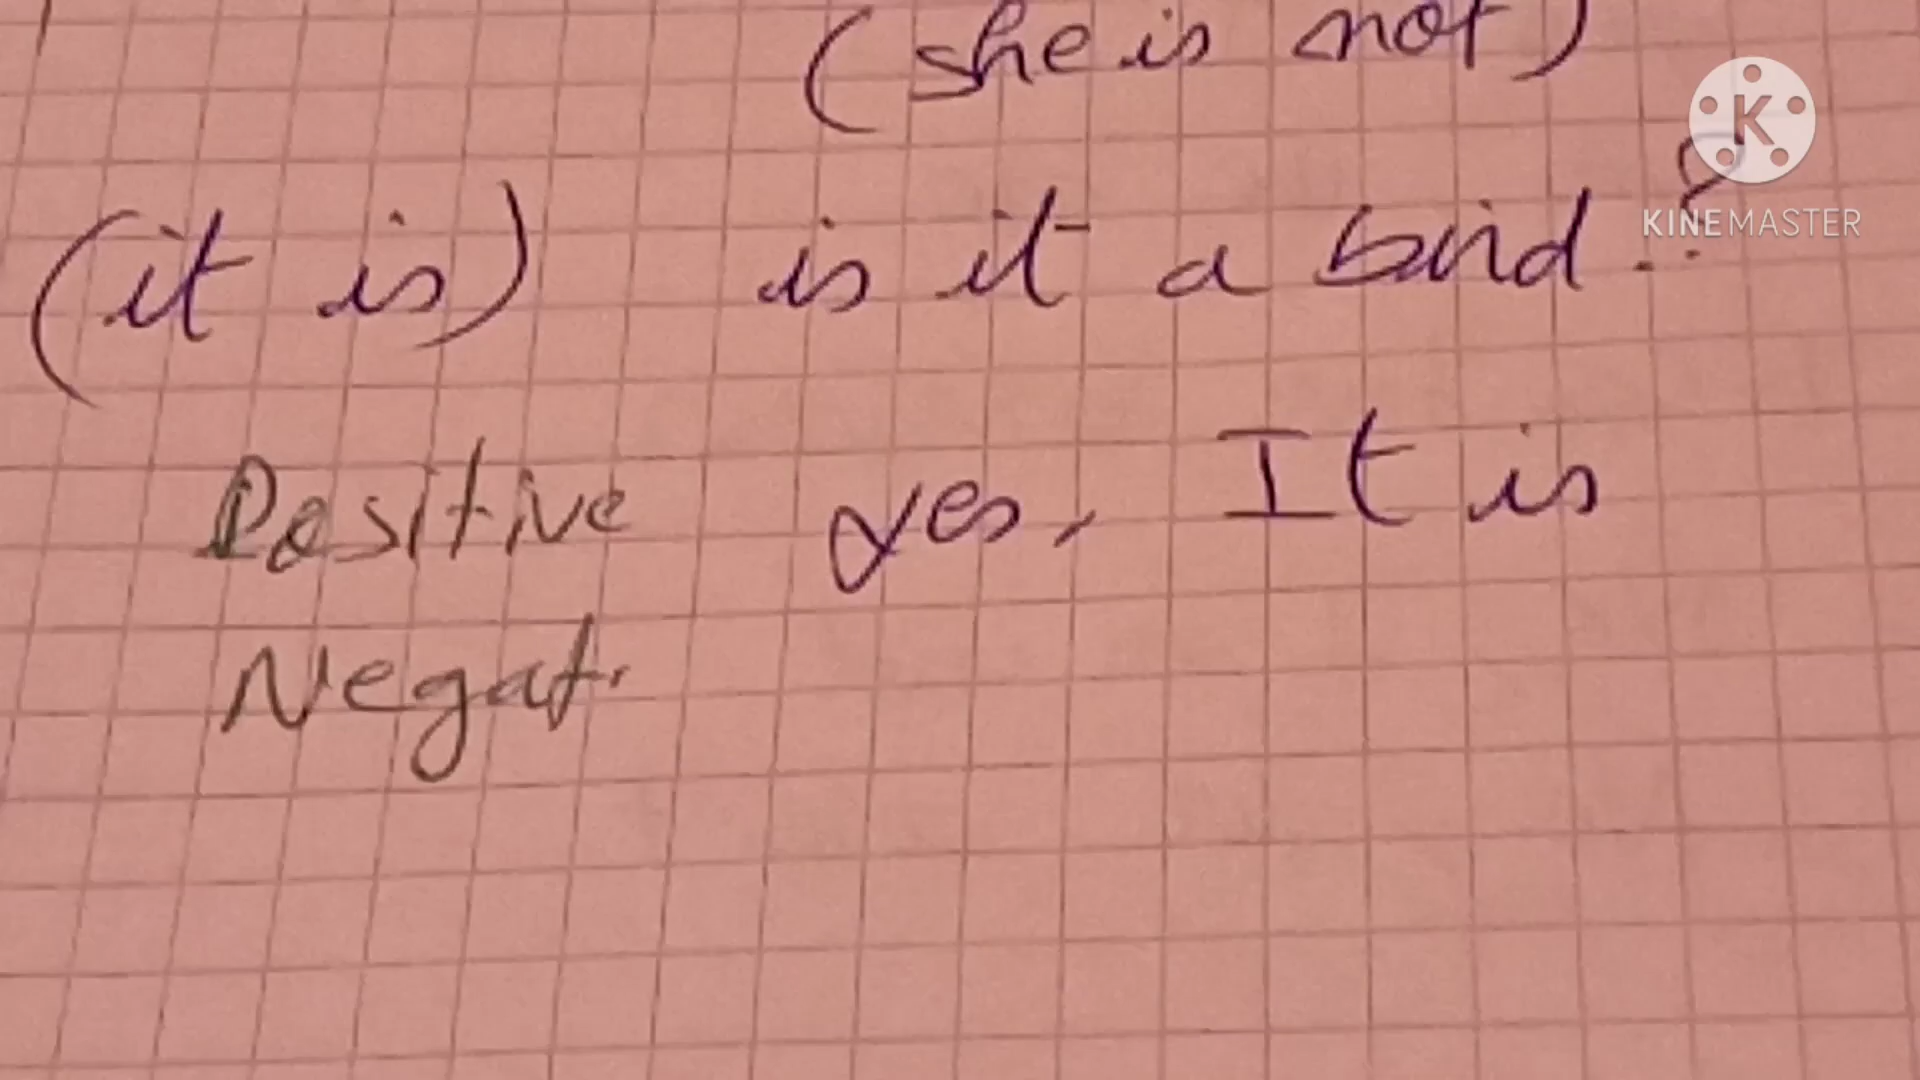 (she is not)
(it is) is it a bird..?
Positive yes, It is
Negat.
K
KINEMASTER